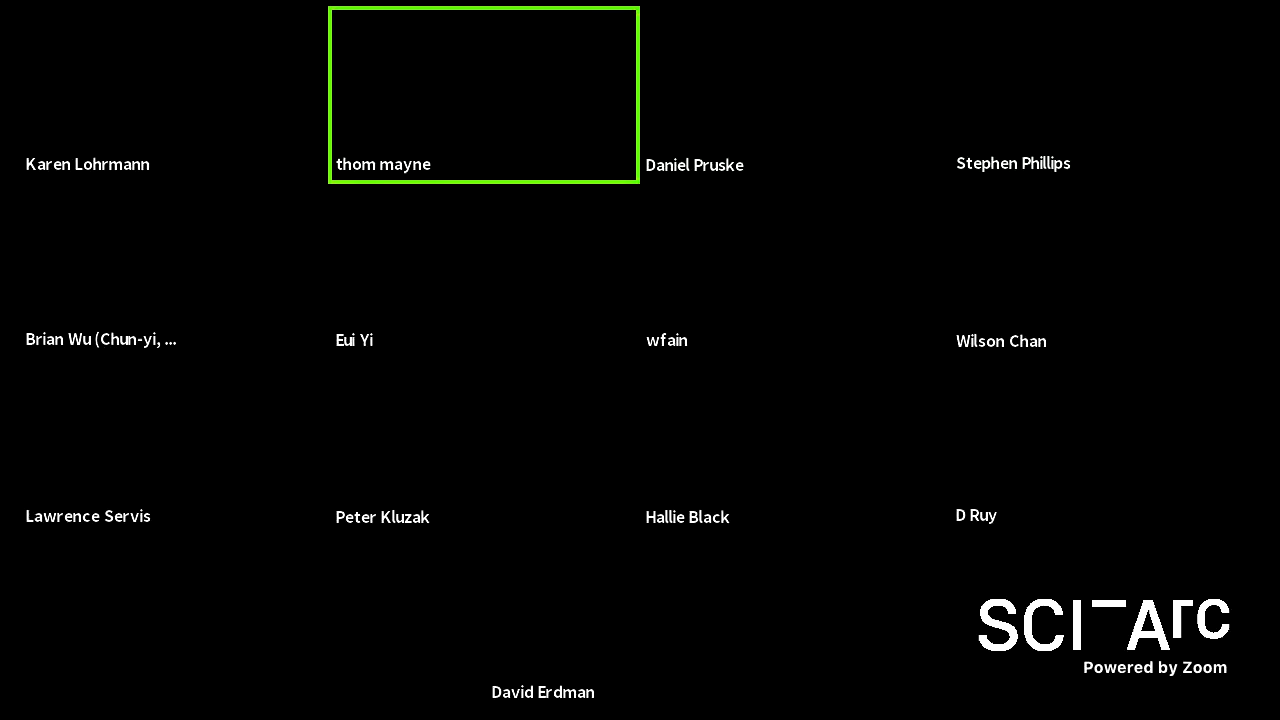 Karen Lohrmann
thom mayne
Daniel Pruske
Stephen Phillips
Brian Wu (Chun-yi, ...
Eui Yi
wfain
Wilson Chan
Lawrence Servis
Peter Kluzak
Hallie Black
D Ruy
SCI-Arc
Powered by Zoom
David Erdman